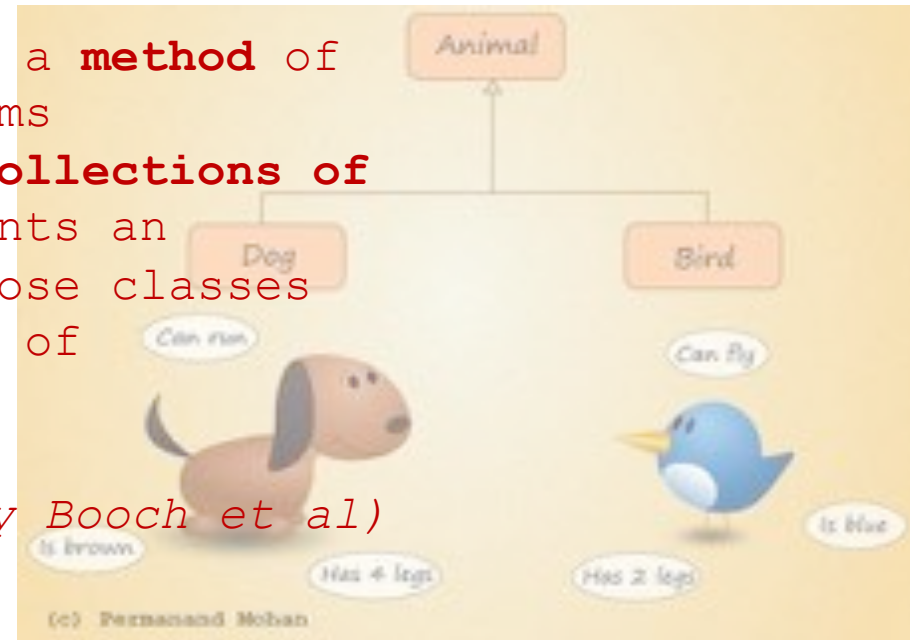 a method of
Animal
ms
ollections of
nts an
Dog
Bird
ose classes
of
Can run
Can fly
y Booch et al)
Is brown
Is blue
Has 4 legs
Has 2 legs
(c) Permanand Mohan